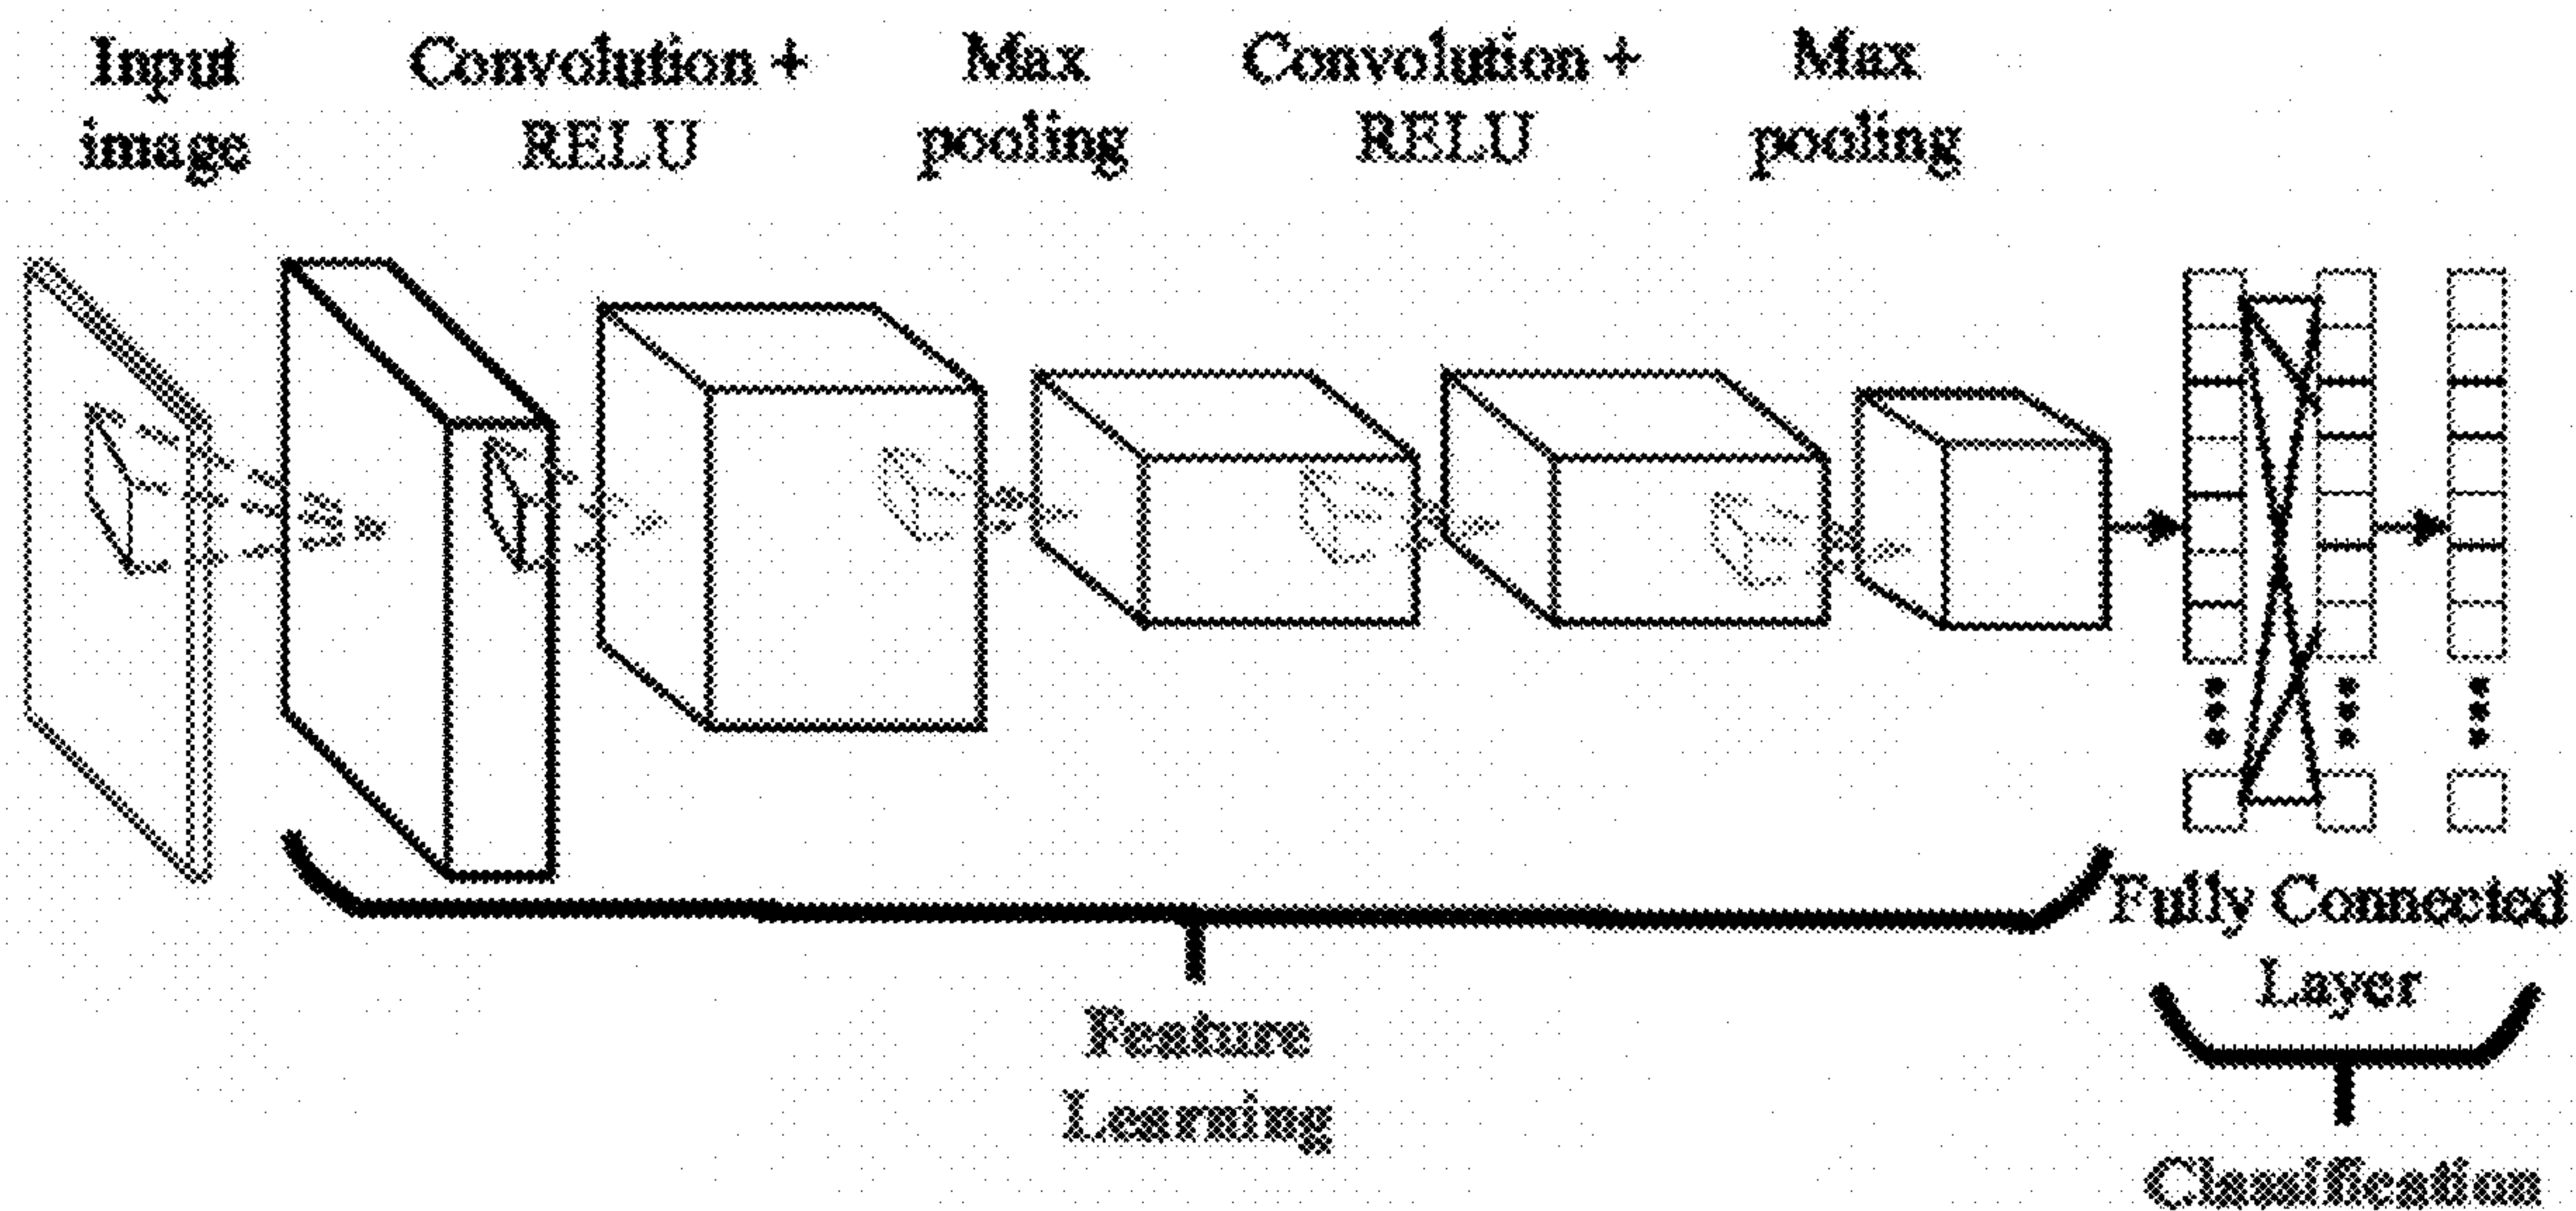 Input
image
Convolution +
RELU
Max
pooling
Convolution +
RELU
Max
pooling
Fully Connected
Layer
Feature
Learning
Classification